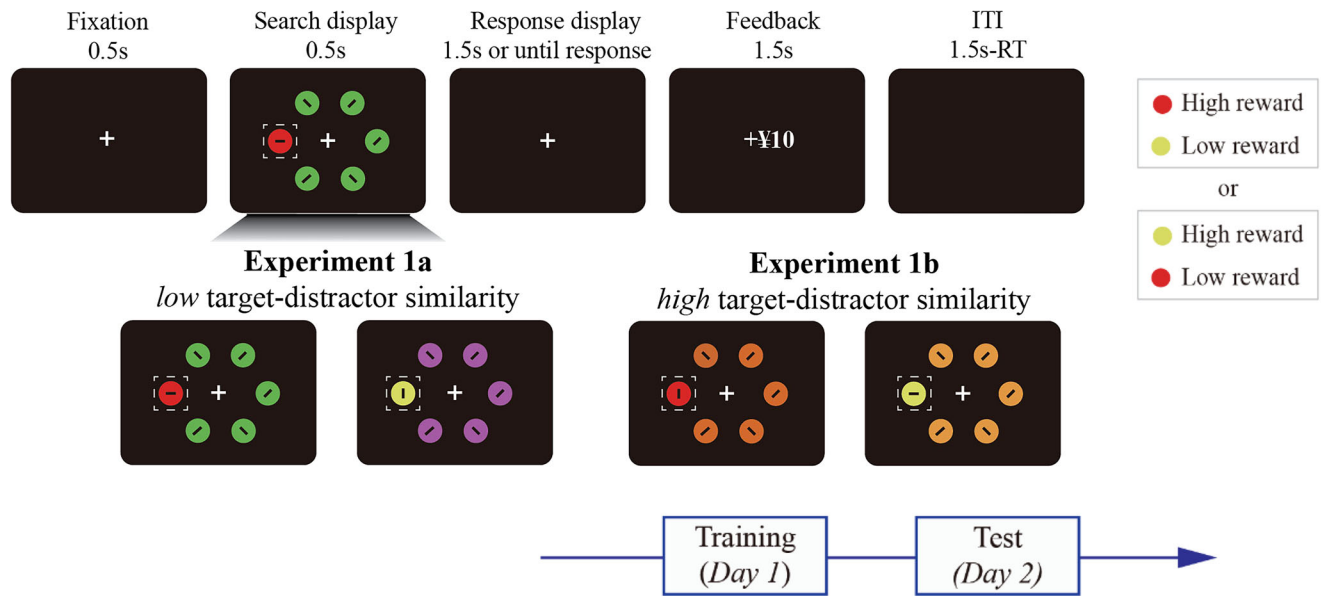 Fixation
0.5s
Search display
0.5s
Response display
1.5s or until response
Feedback
1.5s
ITI
1.5s-RT
+
+
+
+¥10
High reward
Low reward
or
High reward
Low reward
Experiment 1a
low target-distractor similarity
Experiment 1b
high target-distractor similarity
+
+
+
+
Training
(Day 1)
Test
(Day 2)